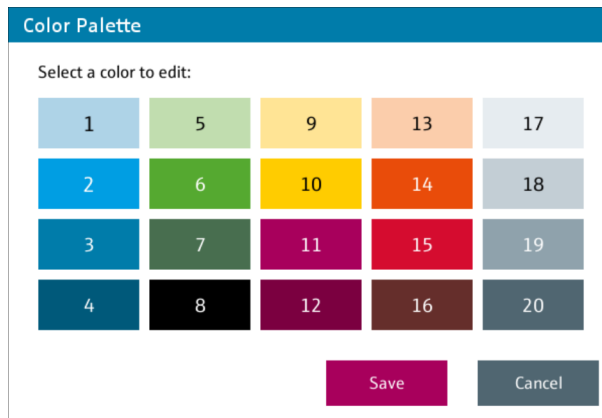 Color Palette
Select a color to edit:
1 5 9 13 17
2 6 10 14 18
3 7 11 15 19
4 8 12 16 20
Save Cancel